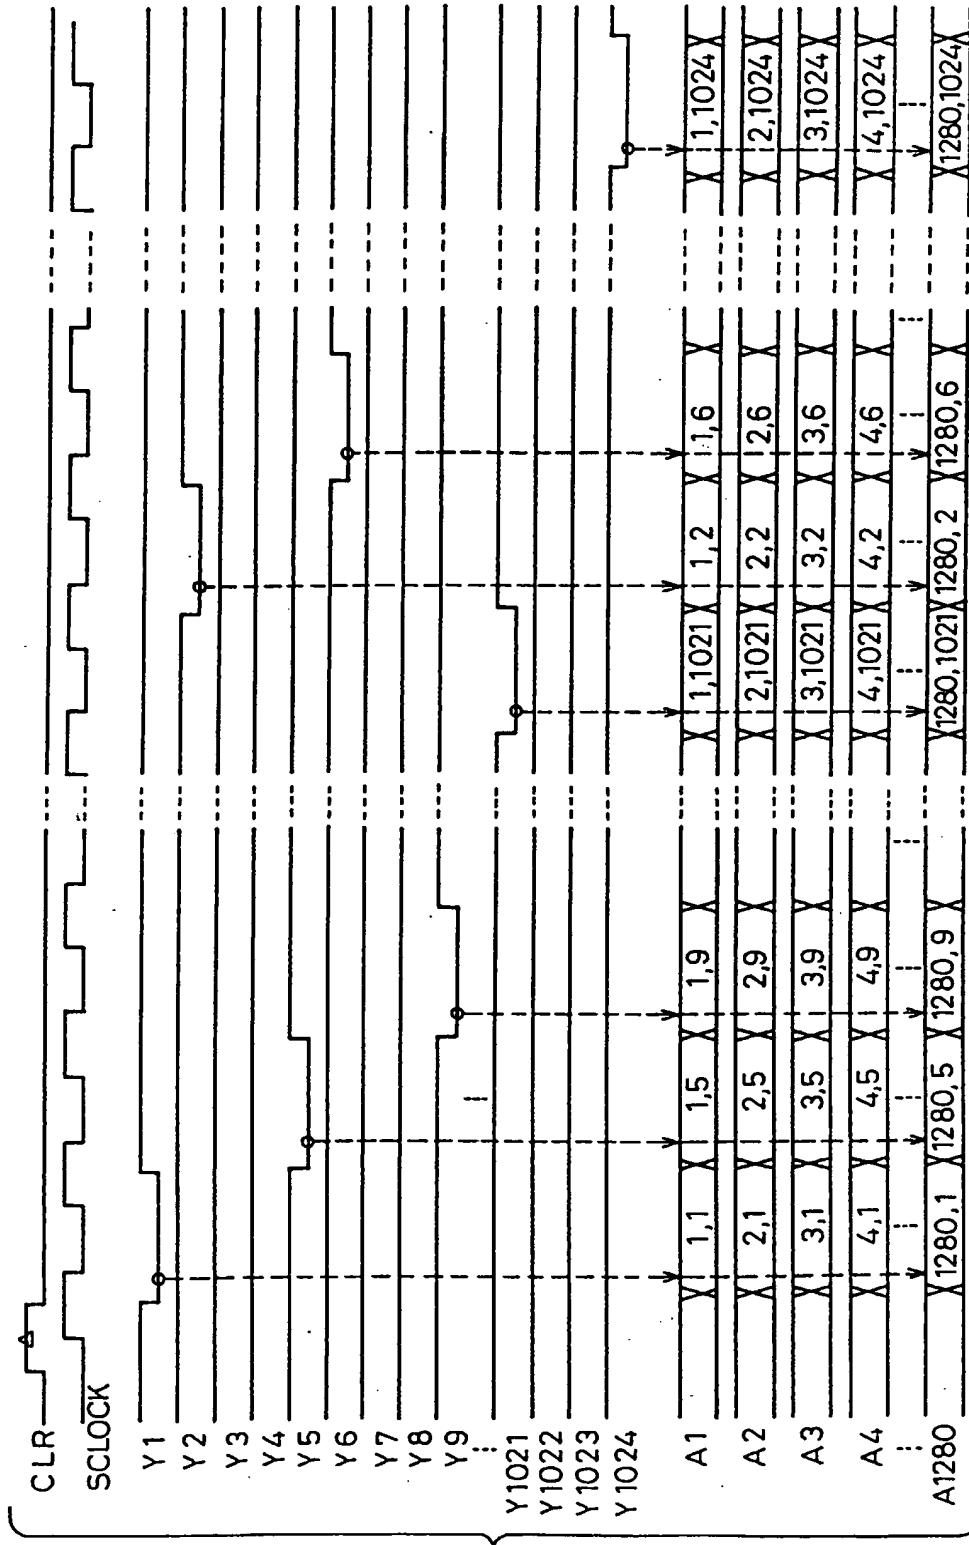 CLR
SCLOCK
Y1
Y2
Y3
Y4
Y5
Y6
Y7
Y8
Y9
Y1021
Y1022
Y1023
Y1024
A1 1,1 1,5 1,9 1,1021 1,2 1,6 1,1024
A2 2,1 2,5 2,9 2,1021 2,2 2,6 2,1024
A3 3,1 3,5 3,9 3,1021 3,2 3,6 3,1024
A4 4,1 4,5 4,9 4,1021 4,2 4,6 4,1024
A1280 1280,1 1280,5 1280,9 1280,1021 1280,2 1280,6 1280,1024